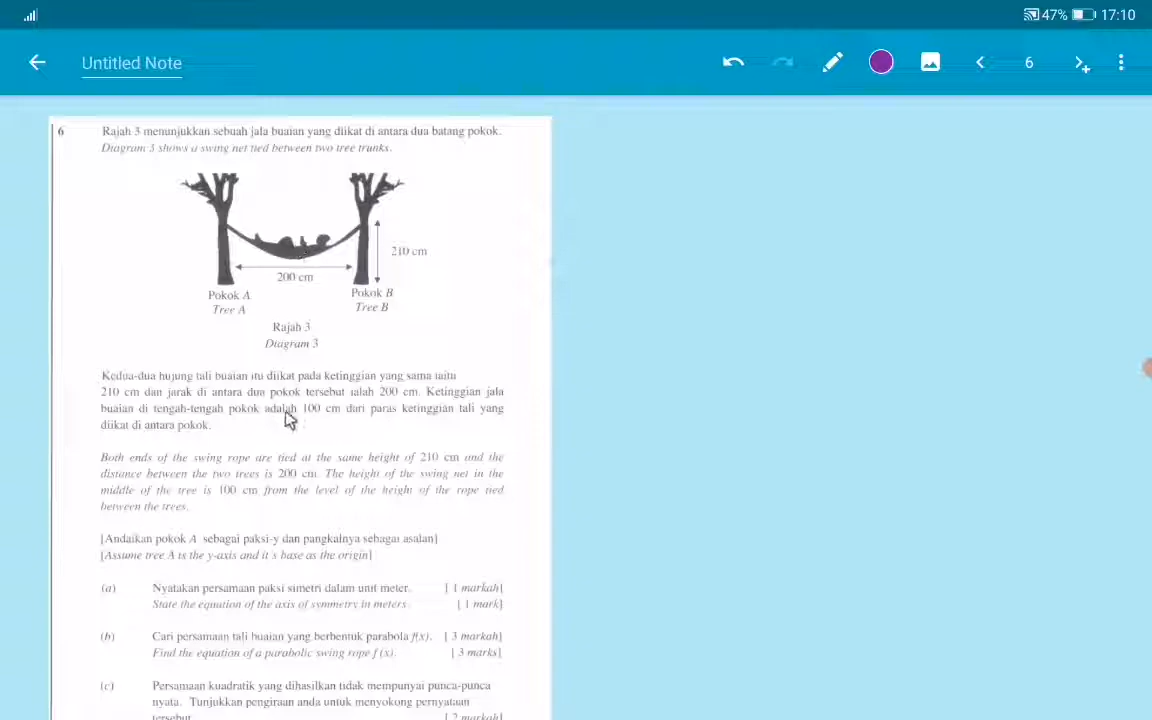 47% 17:10
Untitled Note
6
6 Rajah 3 menunjukkan sebuah jala buaian yang diikat di antara dua batang pokok.
Diagram 3 shows a swing net tied between two tree trunks.
210 cm
200 cm
Pokok A
Tree A
Pokok B
Tree B
Rajah 3
Diagram 3
Kedua-dua hujung tali buaian itu diikat pada ketinggian yang sama iaitu
210 cm dan jarak di antara dua pokok tersebut ialah 200 cm. Ketinggian jala
buaian di tengah-tengah pokok adalah 100 cm dari paras ketinggian tali yang
diikat di antara pokok.
Both ends of the swing rope are tied at the same height of 210 cm and the
distance between the two trees is 200 cm. The height of the swing net in the
middle of the tree is 100 cm from the level of the height of the rope tied
between the trees.
[Andaikan pokok A sebagai paksi-y dan pangkalnya sebagai asalan]
[Assume tree A is the y-axis and it's base as the origin]
(a) Nyatakan persamaan paksi simetri dalam unit meter. [ 1 markah]
State the equation of the axis of symmetry in meters. [ 1 mark]
(b) Cari persamaan tali buaian yang berbentuk parabola f(x). [ 3 markah]
Find the equation of a parabolic swing rope f (x). [ 3 marks]
(c) Persamaan kuadratik yang dihasilkan tidak mempunyai punca-punca
nyata. Tunjukkan pengiraan anda untuk menyokong pernyataan
tersebut. [ 2 markah]